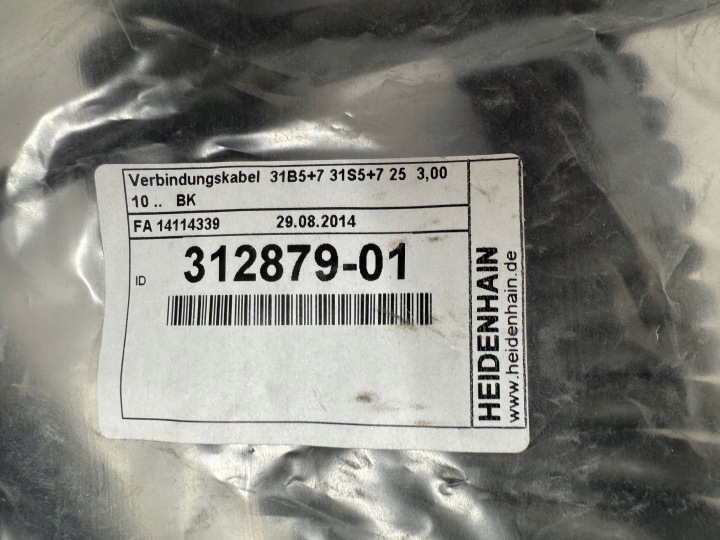 Verbindungskabel 31B5+7 31S5+7 25 3,00
10 .. BK
FA 14114339 29.08.2014
ID 312879-01
HEIDENHAIN
www.heidenhain.de